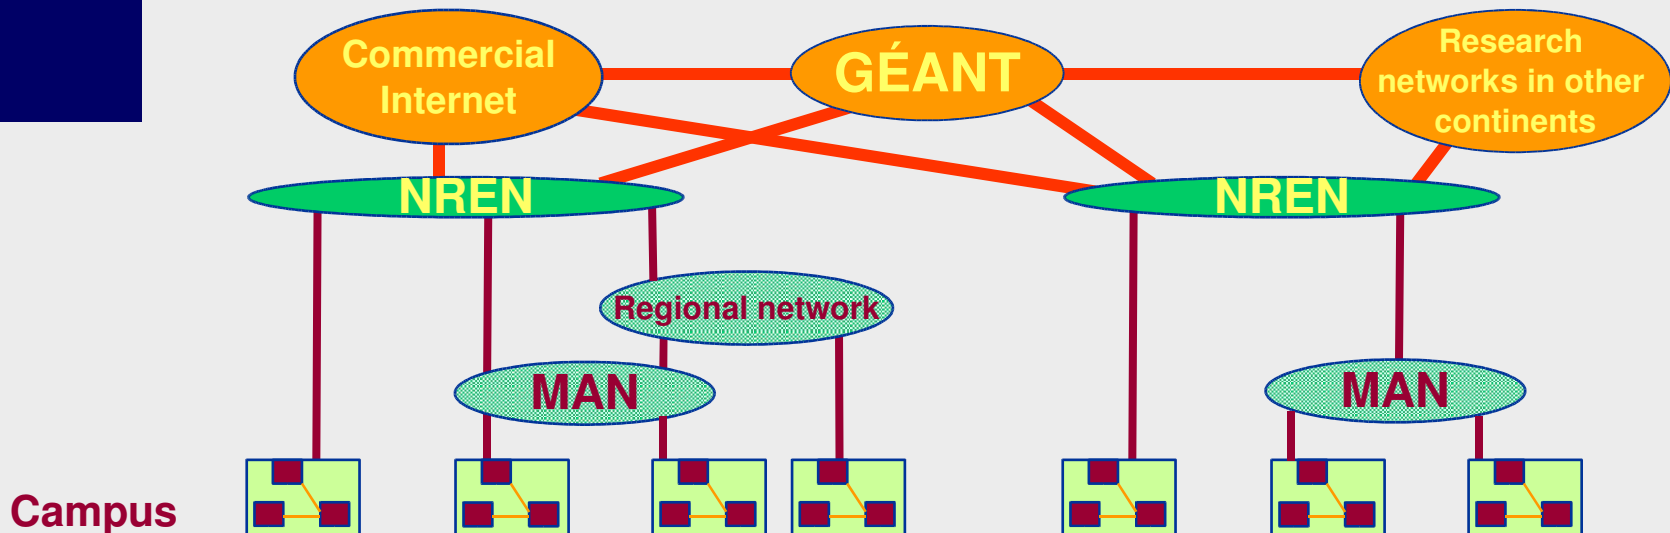 Commercial
Internet
GÉANT
Research
networks in other
continents
NREN
NREN
Regional network
MAN
MAN
Campus